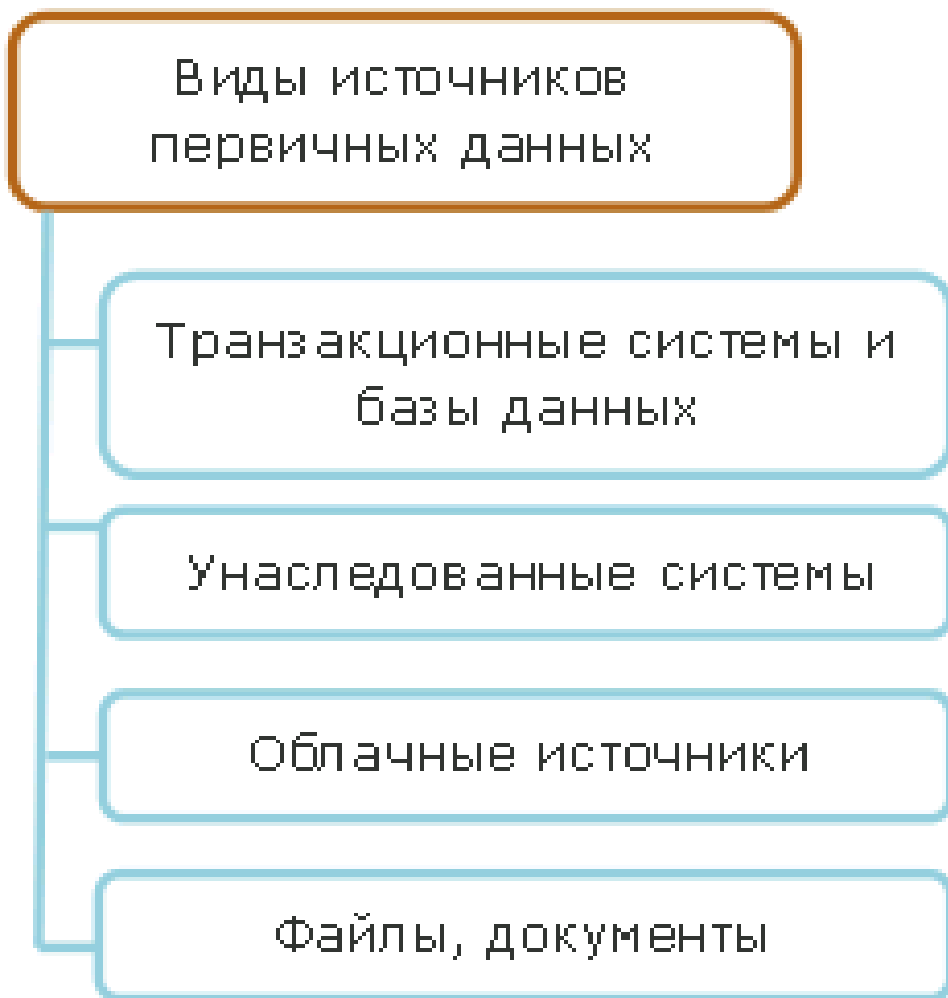 Виды источников
первичных данных
Транзакционные системы и
базы данных
Унаследованные системы
Облачные источники
Файлы, документы